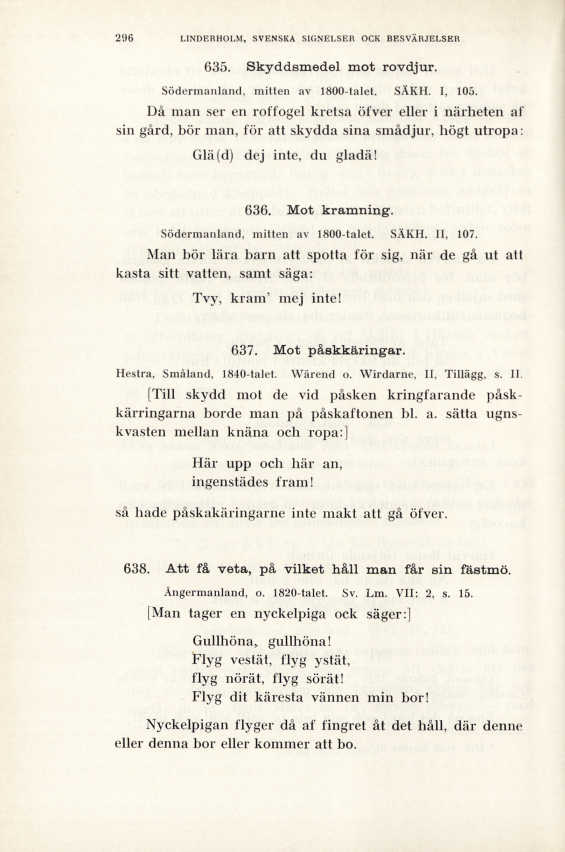 296 LINDERHOLM, SVENSKA SIGNELSER OCK BESVÄRJELSER
635. Skyddsmedel mot rovdjur.
Södermanland, mitten av 1800-talet. SÄKH. I, 105.
Då man ser en roffogel kretsa öfver eller i närheten af
sin gård, bör man, för att skydda sina smådjur, högt utropa:
Glä(d) dej inte, du gladä!
636. Mot kramning.
Södermanland, mitten av 1800-talet. SÄKH. II, 107.
Man bör lära barn att spotta för sig, när de gå ut att
kasta sitt vatten, samt säga:
Tvy, kram' mej inte!
637. Mot påskkäringar.
Hestra, Småland, 1840-talet. Wärend o. Wirdarne, II, Tillägg, s. II.
[Till skydd mot de vid påsken kringfarande påsk-
kärringarna borde man på påskaftonen bl. a. sätta ugns-
kvasten mellan knäna och ropa:]
Här upp och här an,
ingenstädes fram!
så hade påskakäringarne inte makt att gå öfver.
638. Att få veta, på vilket håll man får sin fästmö.
Ångermanland, o. 1820-talet. Sv. Lm. VII: 2, s. 15.
[Man tager en nyckelpiga ock säger:]
Gullhöna, gullhöna!
Flyg vestät, flyg ystät,
flyg nörät, flyg sörät!
Flyg dit käresta vännen min bor!
Nyckelpigan flyger då af fingret åt det håll, där denne
eller denna bor eller kommer att bo.